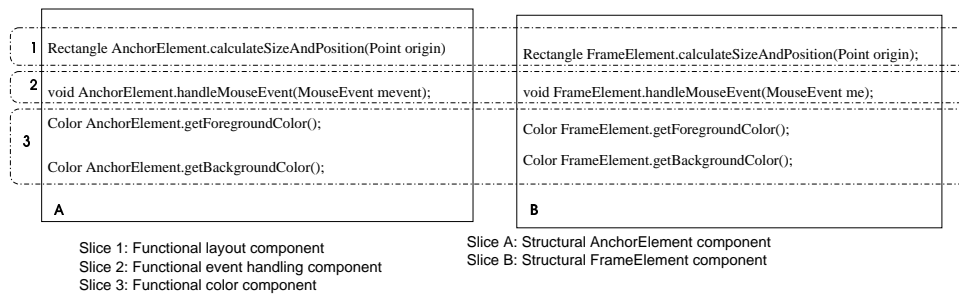 1 Rectangle AnchorElement.calculateSizeAndPosition(Point origin)
Rectangle FrameElement.calculateSizeAndPosition(Point origin);
2 void AnchorElement.handleMouseEvent(MouseEvent mevent);
void FrameElement.handleMouseEvent(MouseEvent me);
3
Color AnchorElement.getForegroundColor();
Color FrameElement.getForegroundColor();
Color AnchorElement.getBackgroundColor();
Color FrameElement.getBackgroundColor();
A
B
Slice 1: Functional layout component
Slice 2: Functional event handling component
Slice 3: Functional color component
Slice A: Structural AnchorElement component
Slice B: Structural FrameElement component